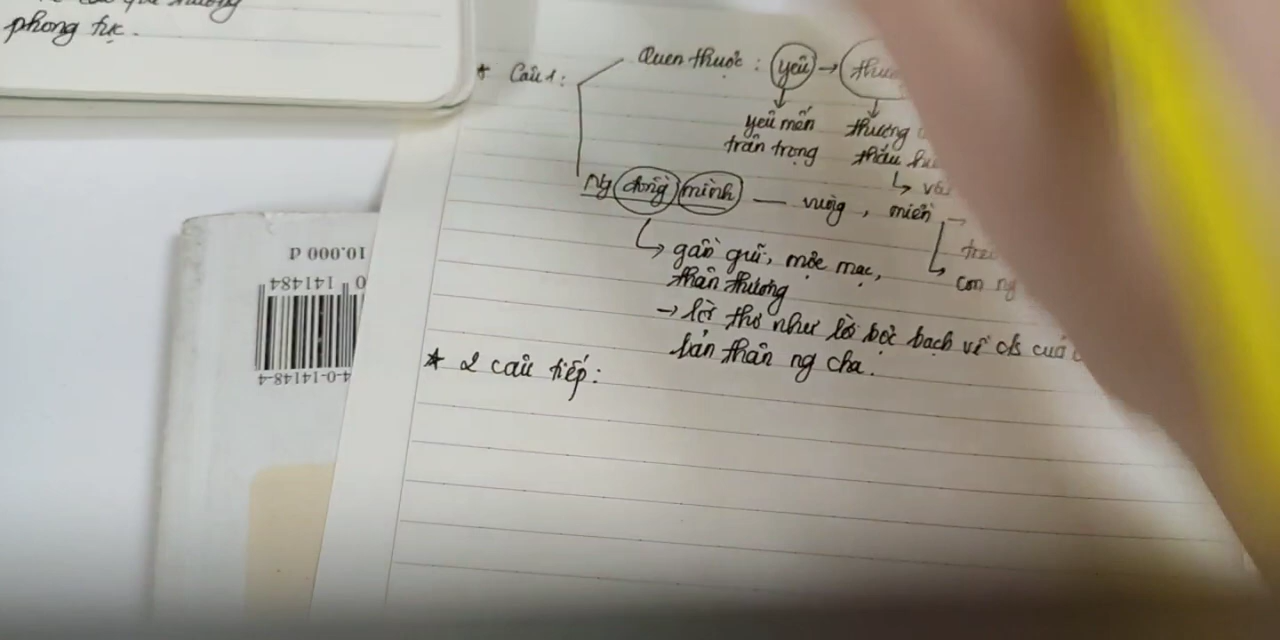 phong tục.
* Câu 1:
Quen thuộc : yêu →
yêu mến thương
trân trọng thấu
Ng đồng mình — vùng , miền →
↳ gần gũi, mộc mạc,
con ng
thân thương
→ lời thơ như lời bộc bạch về cs của
bản thân ng cha.
* 2 câu tiếp:
10.000 đ